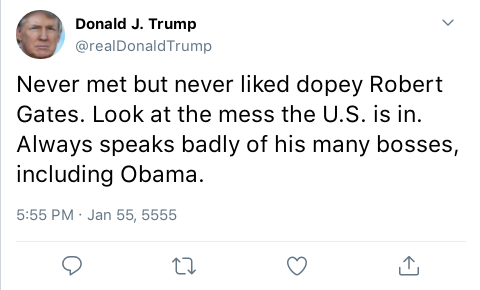 Donald J. Trump
@realDonaldTrump
Never met but never liked dopey Robert
Gates. Look at the mess the U.S. is in.
Always speaks badly of his many bosses,
including Obama.
5:55 PM · Jan 55, 5555